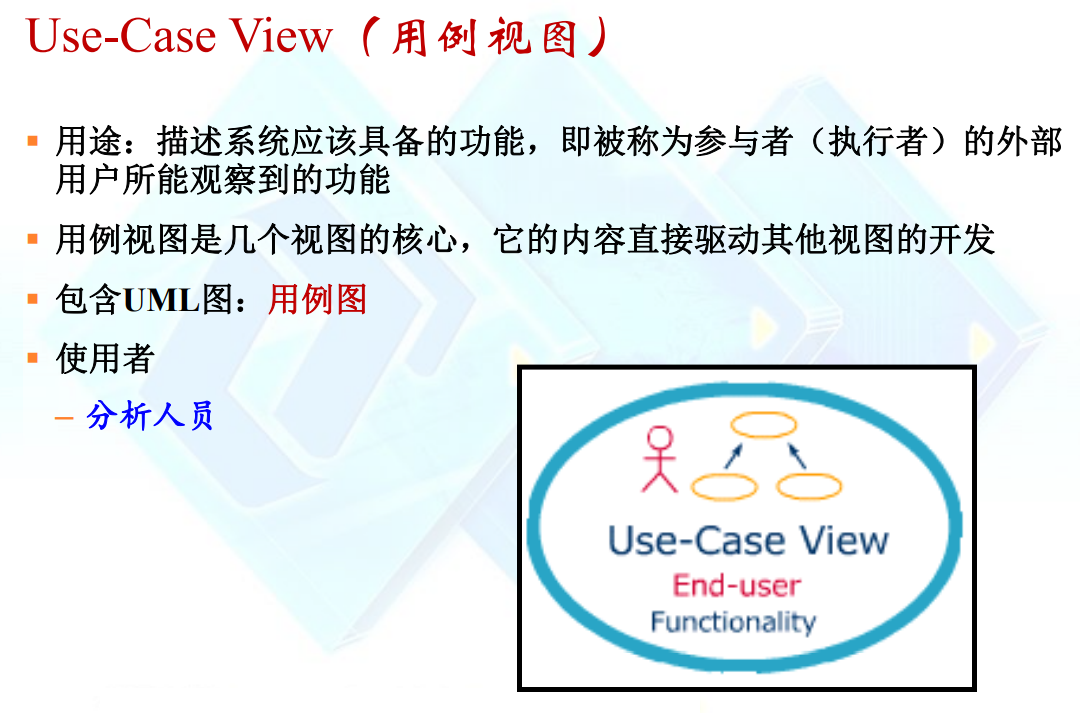 Use-Case View（用例视图）
用途：描述系统应该具备的功能，即被称为参与者（执行者）的外部
用户所能观察到的功能
用例视图是几个视图的核心，它的内容直接驱动其他视图的开发
包含UML图：用例图
使用者
– 分析人员
Use-Case View
End-user
Functionality